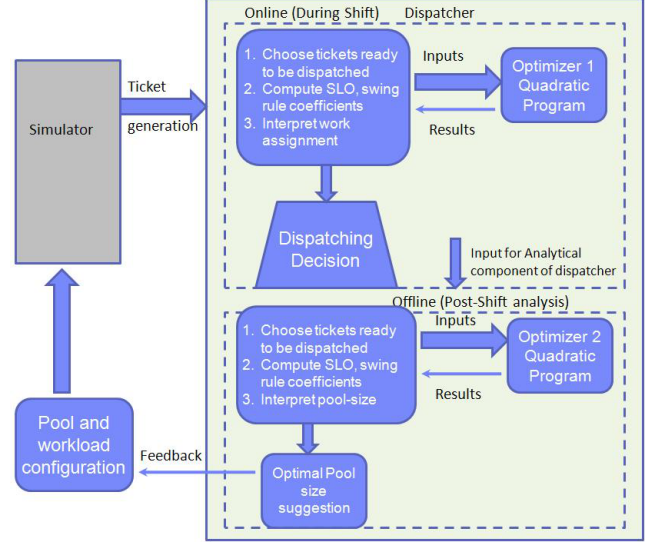 Online (During Shift) Dispatcher
1. Choose tickets ready
to be dispatched
2. Compute SLO, swing
rule coefficients
3. Interpret work
assignment
Inputs
Results
Optimizer 1
Quadratic
Program
Ticket
generation
Simulator
Dispatching
Decision
Input for Analytical
component of dispatcher
Offline (Post-Shift analysis)
1. Choose tickets ready
to be dispatched
2. Compute SLO, swing
rule coefficients
3. Interpret pool-size
Inputs
Results
Optimizer 2
Quadratic
Program
Optimal Pool
size
suggestion
Feedback
Pool and
workload
configuration